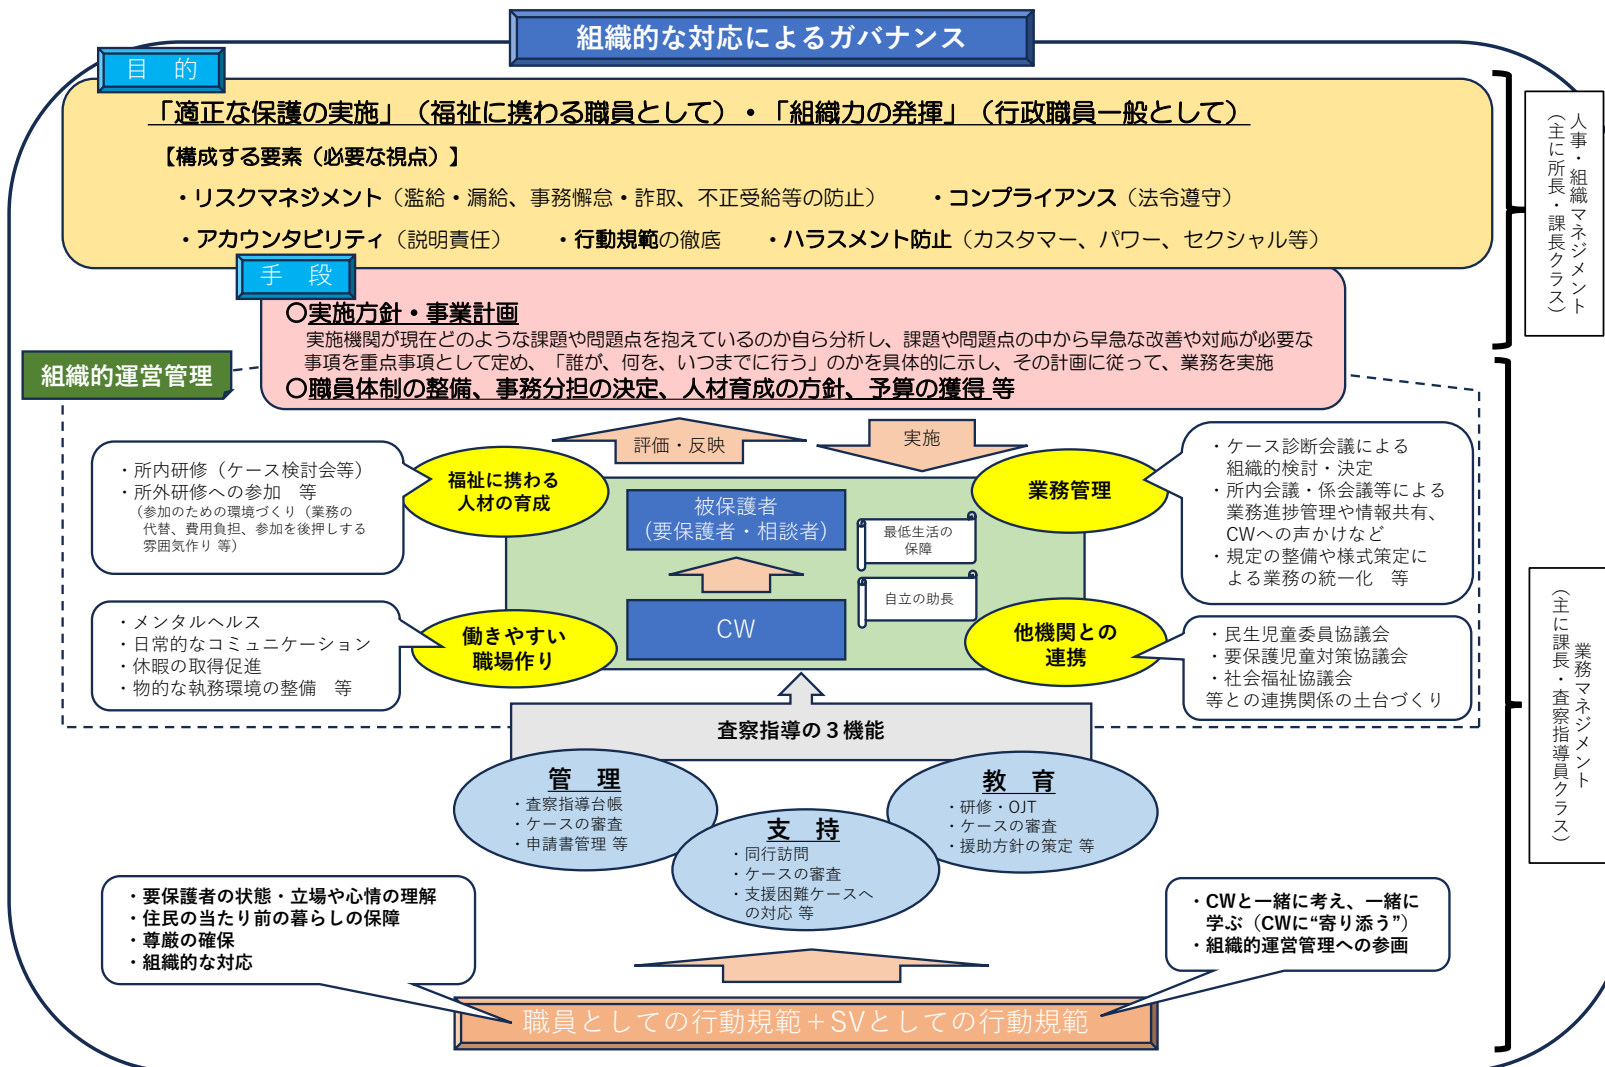 組織的な対応によるガバナンス
目　的
「適正な保護の実施」（福祉に携わる職員として）・「組織力の発揮」（行政職員一般として）
【構成する要素（必要な視点）】
・リスクマネジメント（濫給・漏給、事務懈怠・詐取、不正受給等の防止）　・コンプライアンス（法令遵守）
・アカウンタビリティ（説明責任）　・行動規範の徹底　・ハラスメント防止（カスタマー、パワー、セクシャル等）
人事・組織マネジメント
（主に所長・課長クラス）
手　段
〇実施方針・事業計画
実施機関が現在どのような課題や問題点を抱えているのか自ら分析し、課題や問題点の中から早急な改善や対応が必要な
事項を重点事項として定め、「誰が、何を、いつまでに行う」のかを具体的に示し、その計画に従って、業務を実施
〇職員体制の整備、事務分担の決定、人材育成の方針、予算の獲得 等
組織的運営管理
評価・反映
実施
福祉に携わる
人材の育成
・所内研修（ケース検討会等）
・所外研修への参加　等
（参加のための環境づくり（業務の
代替、費用負担、参加を後押しする
雰囲気作り 等）
業務管理
・ケース診断会議による
組織的検討・決定
・所内会議・係会議等による
業務進捗管理や情報共有、
CWへの声かけなど
・規定の整備や様式策定に
よる業務の統一化　等
被保護者
（要保護者・相談者）
最低生活の
保障
自立の助長
CW
働きやすい
職場作り
・メンタルヘルス
・日常的なコミュニケーション
・休暇の取得促進
・物的な執務環境の整備　等
他機関との
連携
・民生児童委員協議会
・要保護児童対策協議会
・社会福祉協議会
等との連携関係の土台づくり
業務マネジメント
（主に課長・査察指導員クラス）
査察指導の３機能
管　理
・査察指導台帳
・ケースの審査
・申請書管理 等
支　持
・同行訪問
・ケースの審査
・支援困難ケースへ
の対応 等
教　育
・研修・OJT
・ケースの審査
・援助方針の策定 等
・要保護者の状態・立場や心情の理解
・住民の当たり前の暮らしの保障
・尊厳の確保
・組織的な対応
・CWと一緒に考え、一緒に
学ぶ（CWに“寄り添う”）
・組織的運営管理への参画
職員としての行動規範＋SVとしての行動規範